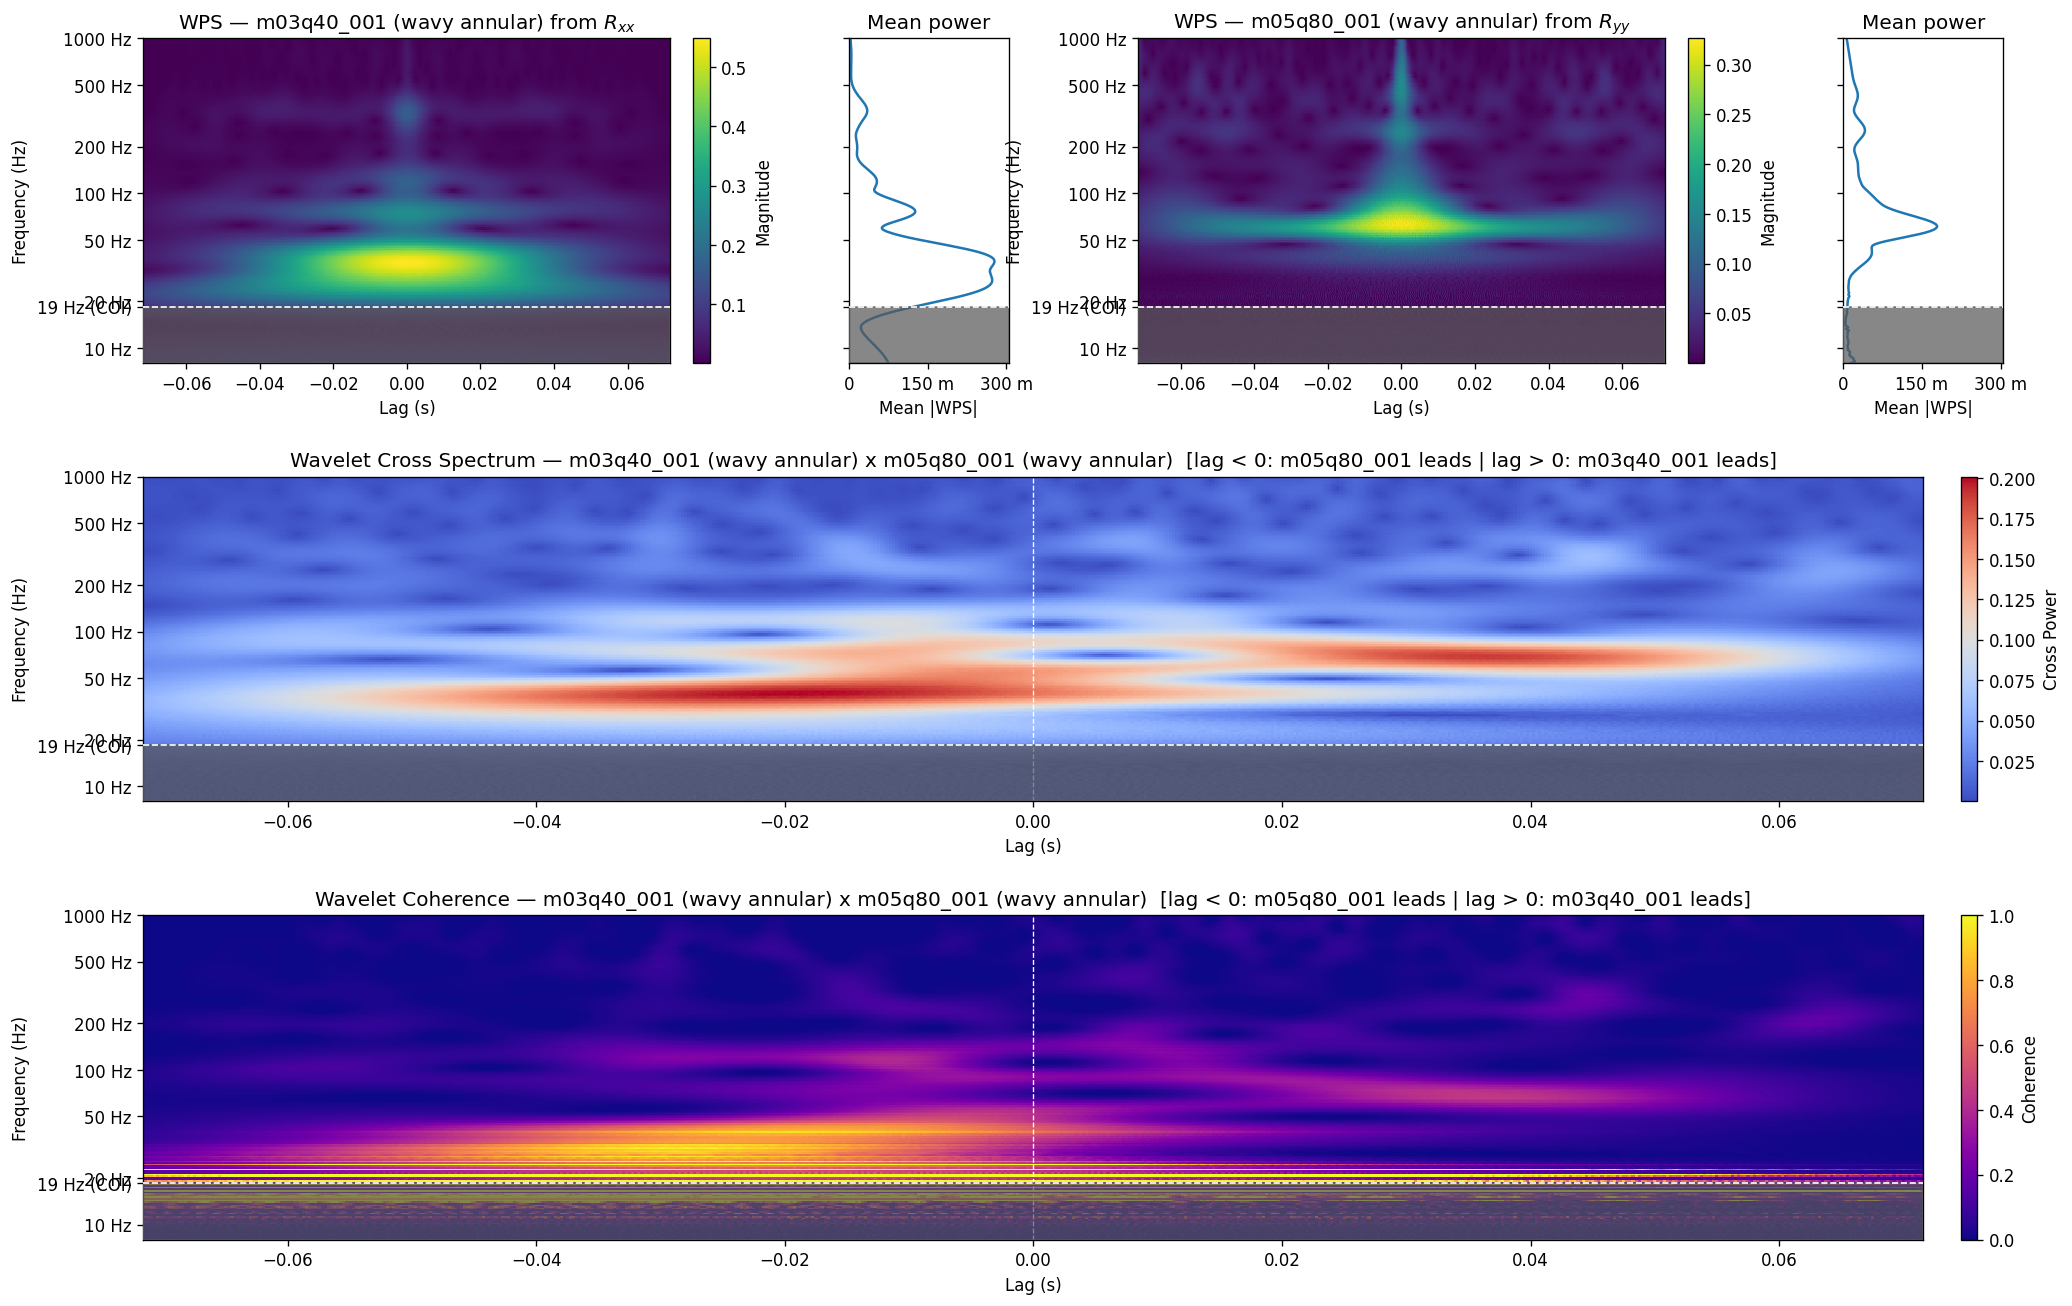 WPS — m03q40_001 (wavy annular) from Rxx
Mean power
WPS — m05q80_001 (wavy annular) from Ryy
Mean power
1000 Hz
500 Hz
200 Hz
100 Hz
50 Hz
20 Hz
19 Hz (COI)
10 Hz
Frequency (Hz)
−0.06 −0.04 −0.02 0.00 0.02 0.04 0.06
Lag (s)
0.5
0.4
0.3
0.2
0.1
Magnitude
0 150 m 300 m
Mean |WPS|
1000 Hz
500 Hz
200 Hz
100 Hz
50 Hz
20 Hz
19 Hz (COI)
10 Hz
Frequency (Hz)
−0.06 −0.04 −0.02 0.00 0.02 0.04 0.06
Lag (s)
0.30
0.25
0.20
0.15
0.10
0.05
Magnitude
0 150 m 300 m
Mean |WPS|
Wavelet Cross Spectrum — m03q40_001 (wavy annular) x m05q80_001 (wavy annular) [lag < 0: m05q80_001 leads | lag > 0: m03q40_001 leads]
1000 Hz
500 Hz
200 Hz
100 Hz
50 Hz
20 Hz
19 Hz (COI)
10 Hz
Frequency (Hz)
−0.06 −0.04 −0.02 0.00 0.02 0.04 0.06
Lag (s)
0.200
0.175
0.150
0.125
0.100
0.075
0.050
0.025
Cross Power
Wavelet Coherence — m03q40_001 (wavy annular) x m05q80_001 (wavy annular) [lag < 0: m05q80_001 leads | lag > 0: m03q40_001 leads]
1000 Hz
500 Hz
200 Hz
100 Hz
50 Hz
20 Hz
19 Hz (COI)
10 Hz
Frequency (Hz)
−0.06 −0.04 −0.02 0.00 0.02 0.04 0.06
Lag (s)
1.0
0.8
0.6
0.4
0.2
0.0
Coherence